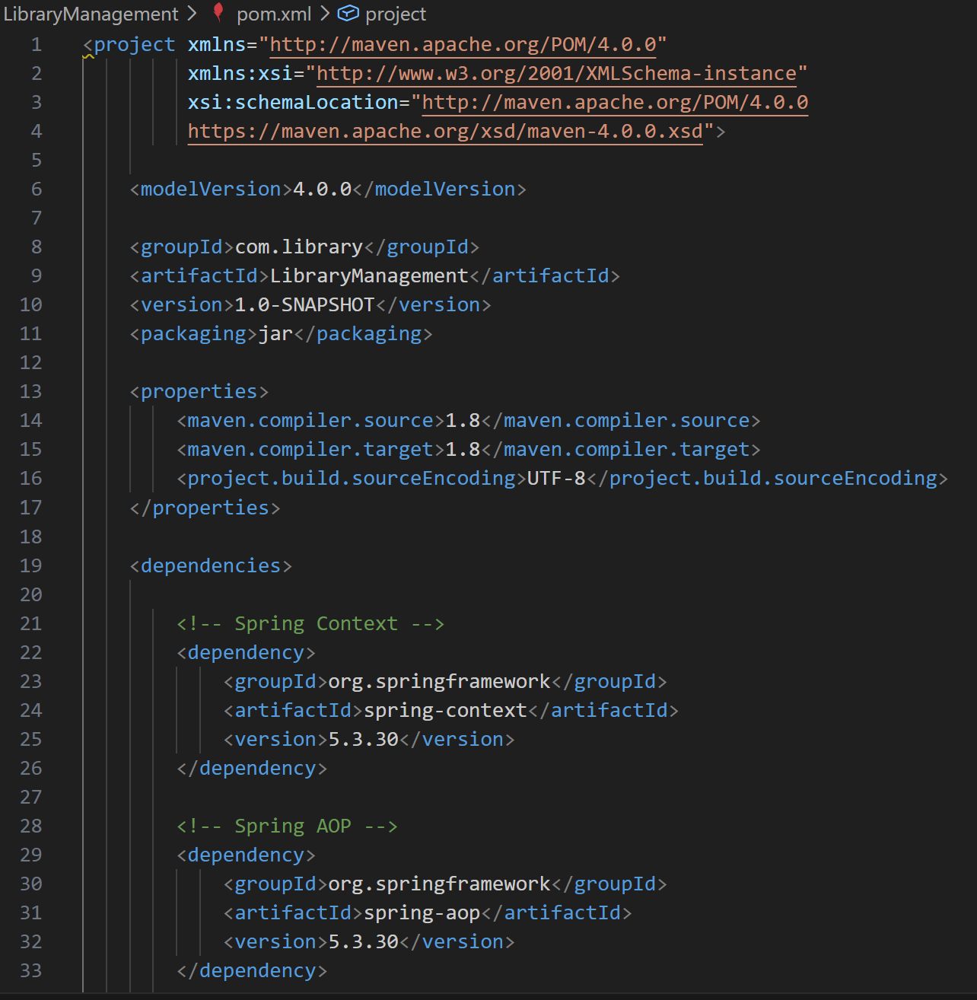 LibraryManagement > pom.xml > project
1 <project xmlns="http://maven.apache.org/POM/4.0.0"
2 xmlns:xsi="http://www.w3.org/2001/XMLSchema-instance"
3 xsi:schemaLocation="http://maven.apache.org/POM/4.0.0
4 https://maven.apache.org/xsd/maven-4.0.0.xsd">
5
6 <modelVersion>4.0.0</modelVersion>
7
8 <groupId>com.library</groupId>
9 <artifactId>LibraryManagement</artifactId>
10 <version>1.0-SNAPSHOT</version>
11 <packaging>jar</packaging>
12
13 <properties>
14 <maven.compiler.source>1.8</maven.compiler.source>
15 <maven.compiler.target>1.8</maven.compiler.target>
16 <project.build.sourceEncoding>UTF-8</project.build.sourceEncoding>
17 </properties>
18
19 <dependencies>
20
21 <!-- Spring Context -->
22 <dependency>
23 <groupId>org.springframework</groupId>
24 <artifactId>spring-context</artifactId>
25 <version>5.3.30</version>
26 </dependency>
27
28 <!-- Spring AOP -->
29 <dependency>
30 <groupId>org.springframework</groupId>
31 <artifactId>spring-aop</artifactId>
32 <version>5.3.30</version>
33 </dependency>